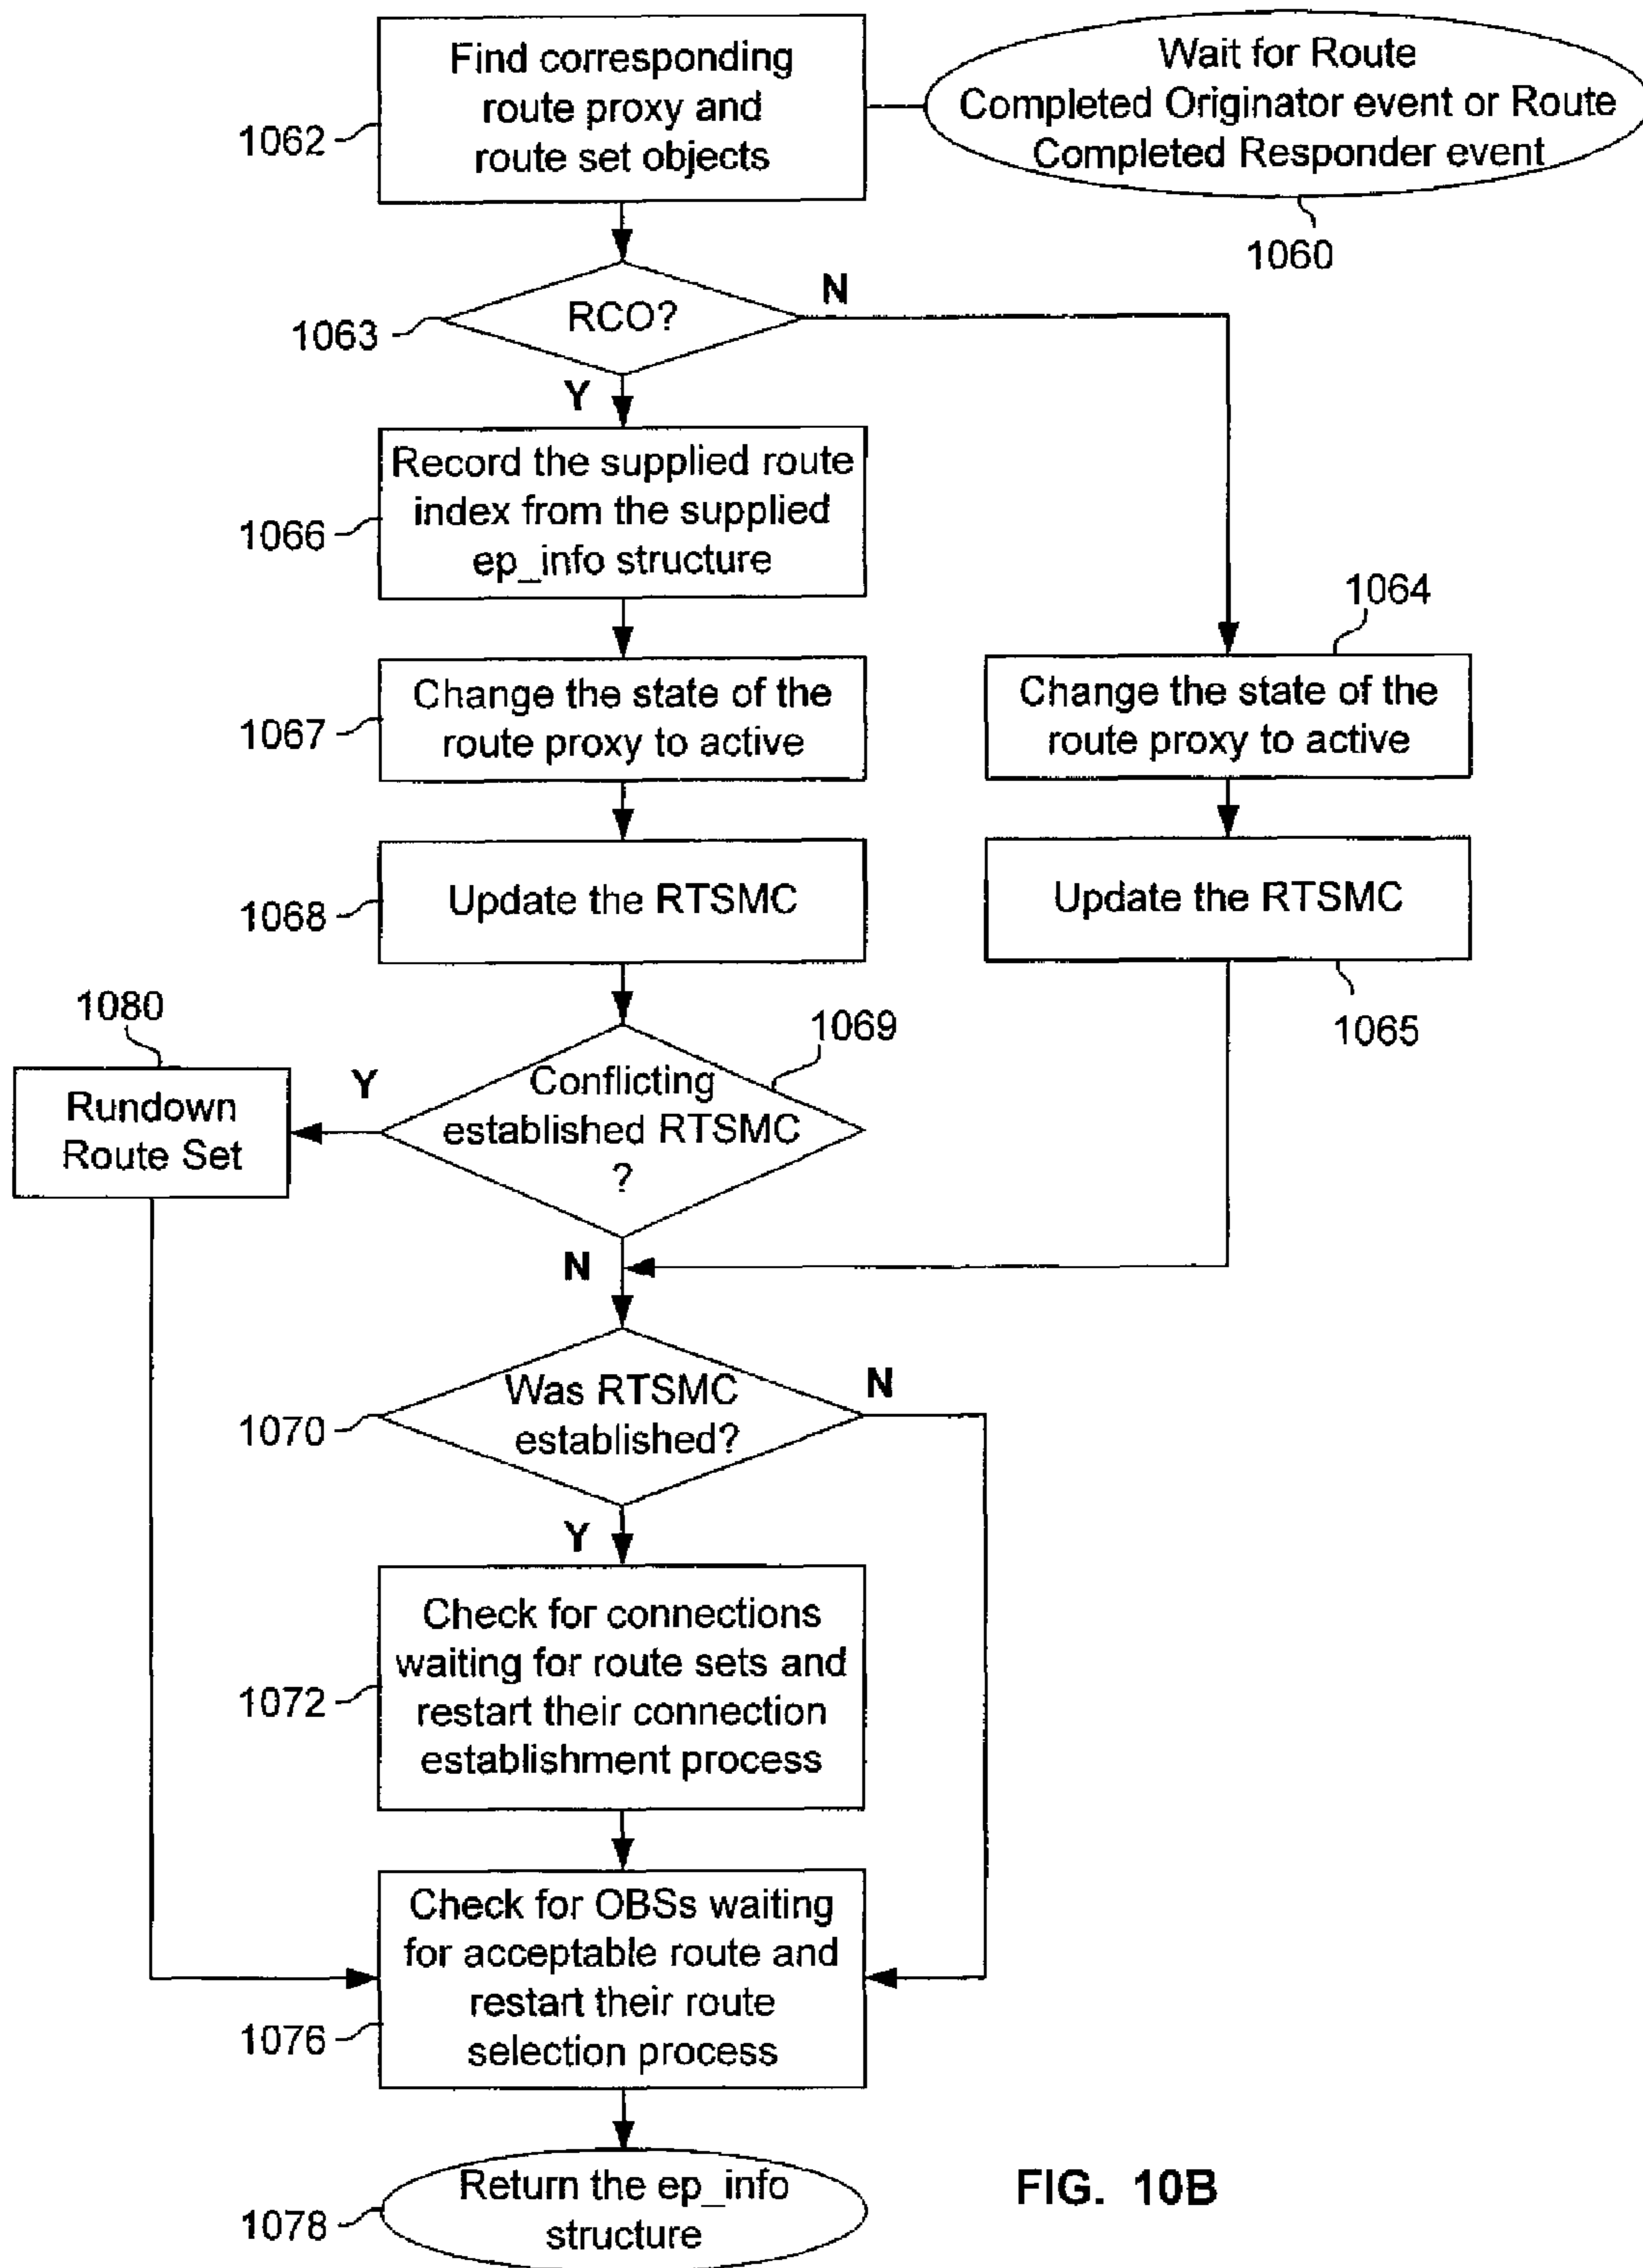 Find corresponding
route proxy and
route set objects
1062
Wait for Route
Completed Originator event or Route
Completed Responder event
1060
RCO?
1063
N
Y
Record the supplied route
index from the supplied
ep_info structure
1066
1064
Change the state of the
route proxy to active
1067
Change the state of the
route proxy to active
Update the RTSMC
1068
Update the RTSMC
1065
1080
Rundown
Route Set
Y
1069
Conflicting
established RTSMC
?
N
Was RTSMC
established?
1070
N
Y
Check for connections
waiting for route sets and
restart their connection
establishment process
1072
Check for OBSs waiting
for acceptable route and
restart their route
selection process
1076
Return the ep_info
structure
1078
FIG. 10B